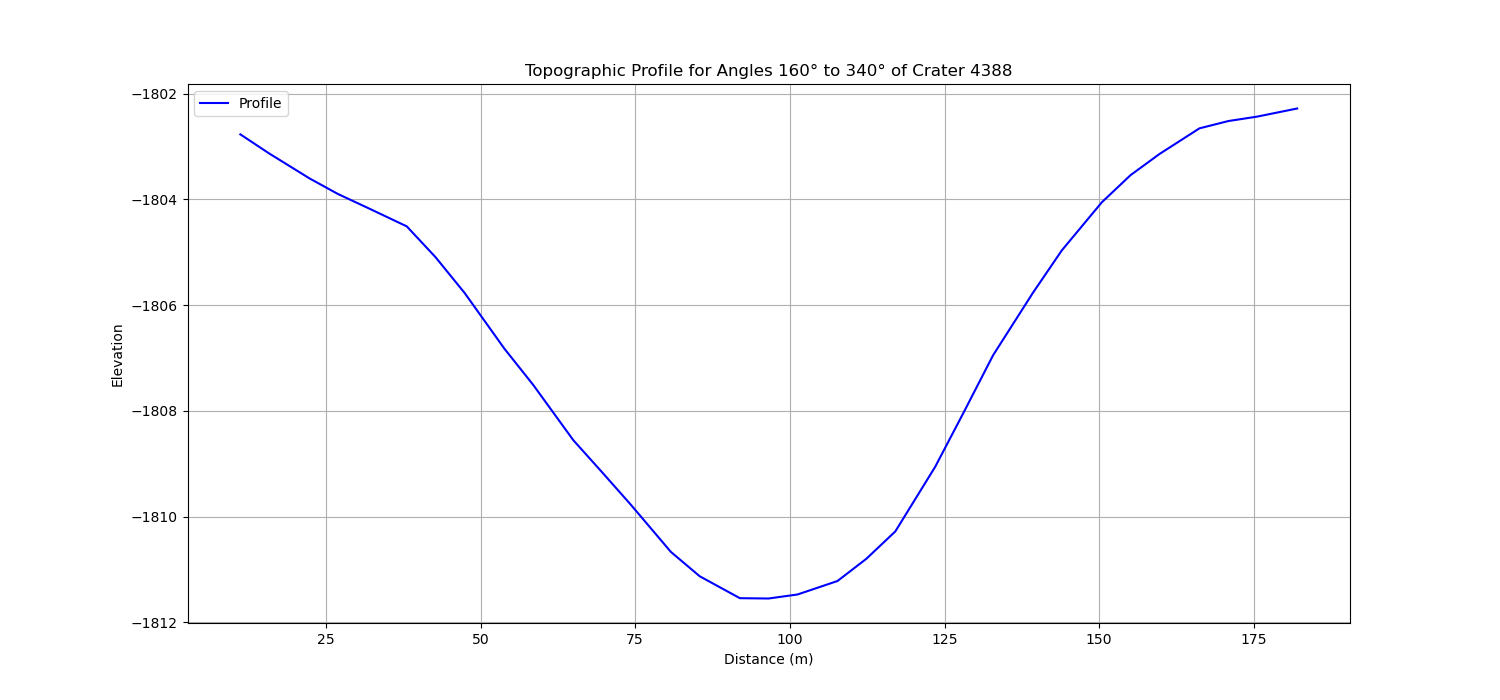 Topographic Profile for Angles 160° to 340° of Crater 4388
Profile
Elevation
−1802
−1804
−1806
−1808
−1810
−1812
25 50 75 100 125 150 175
Distance (m)